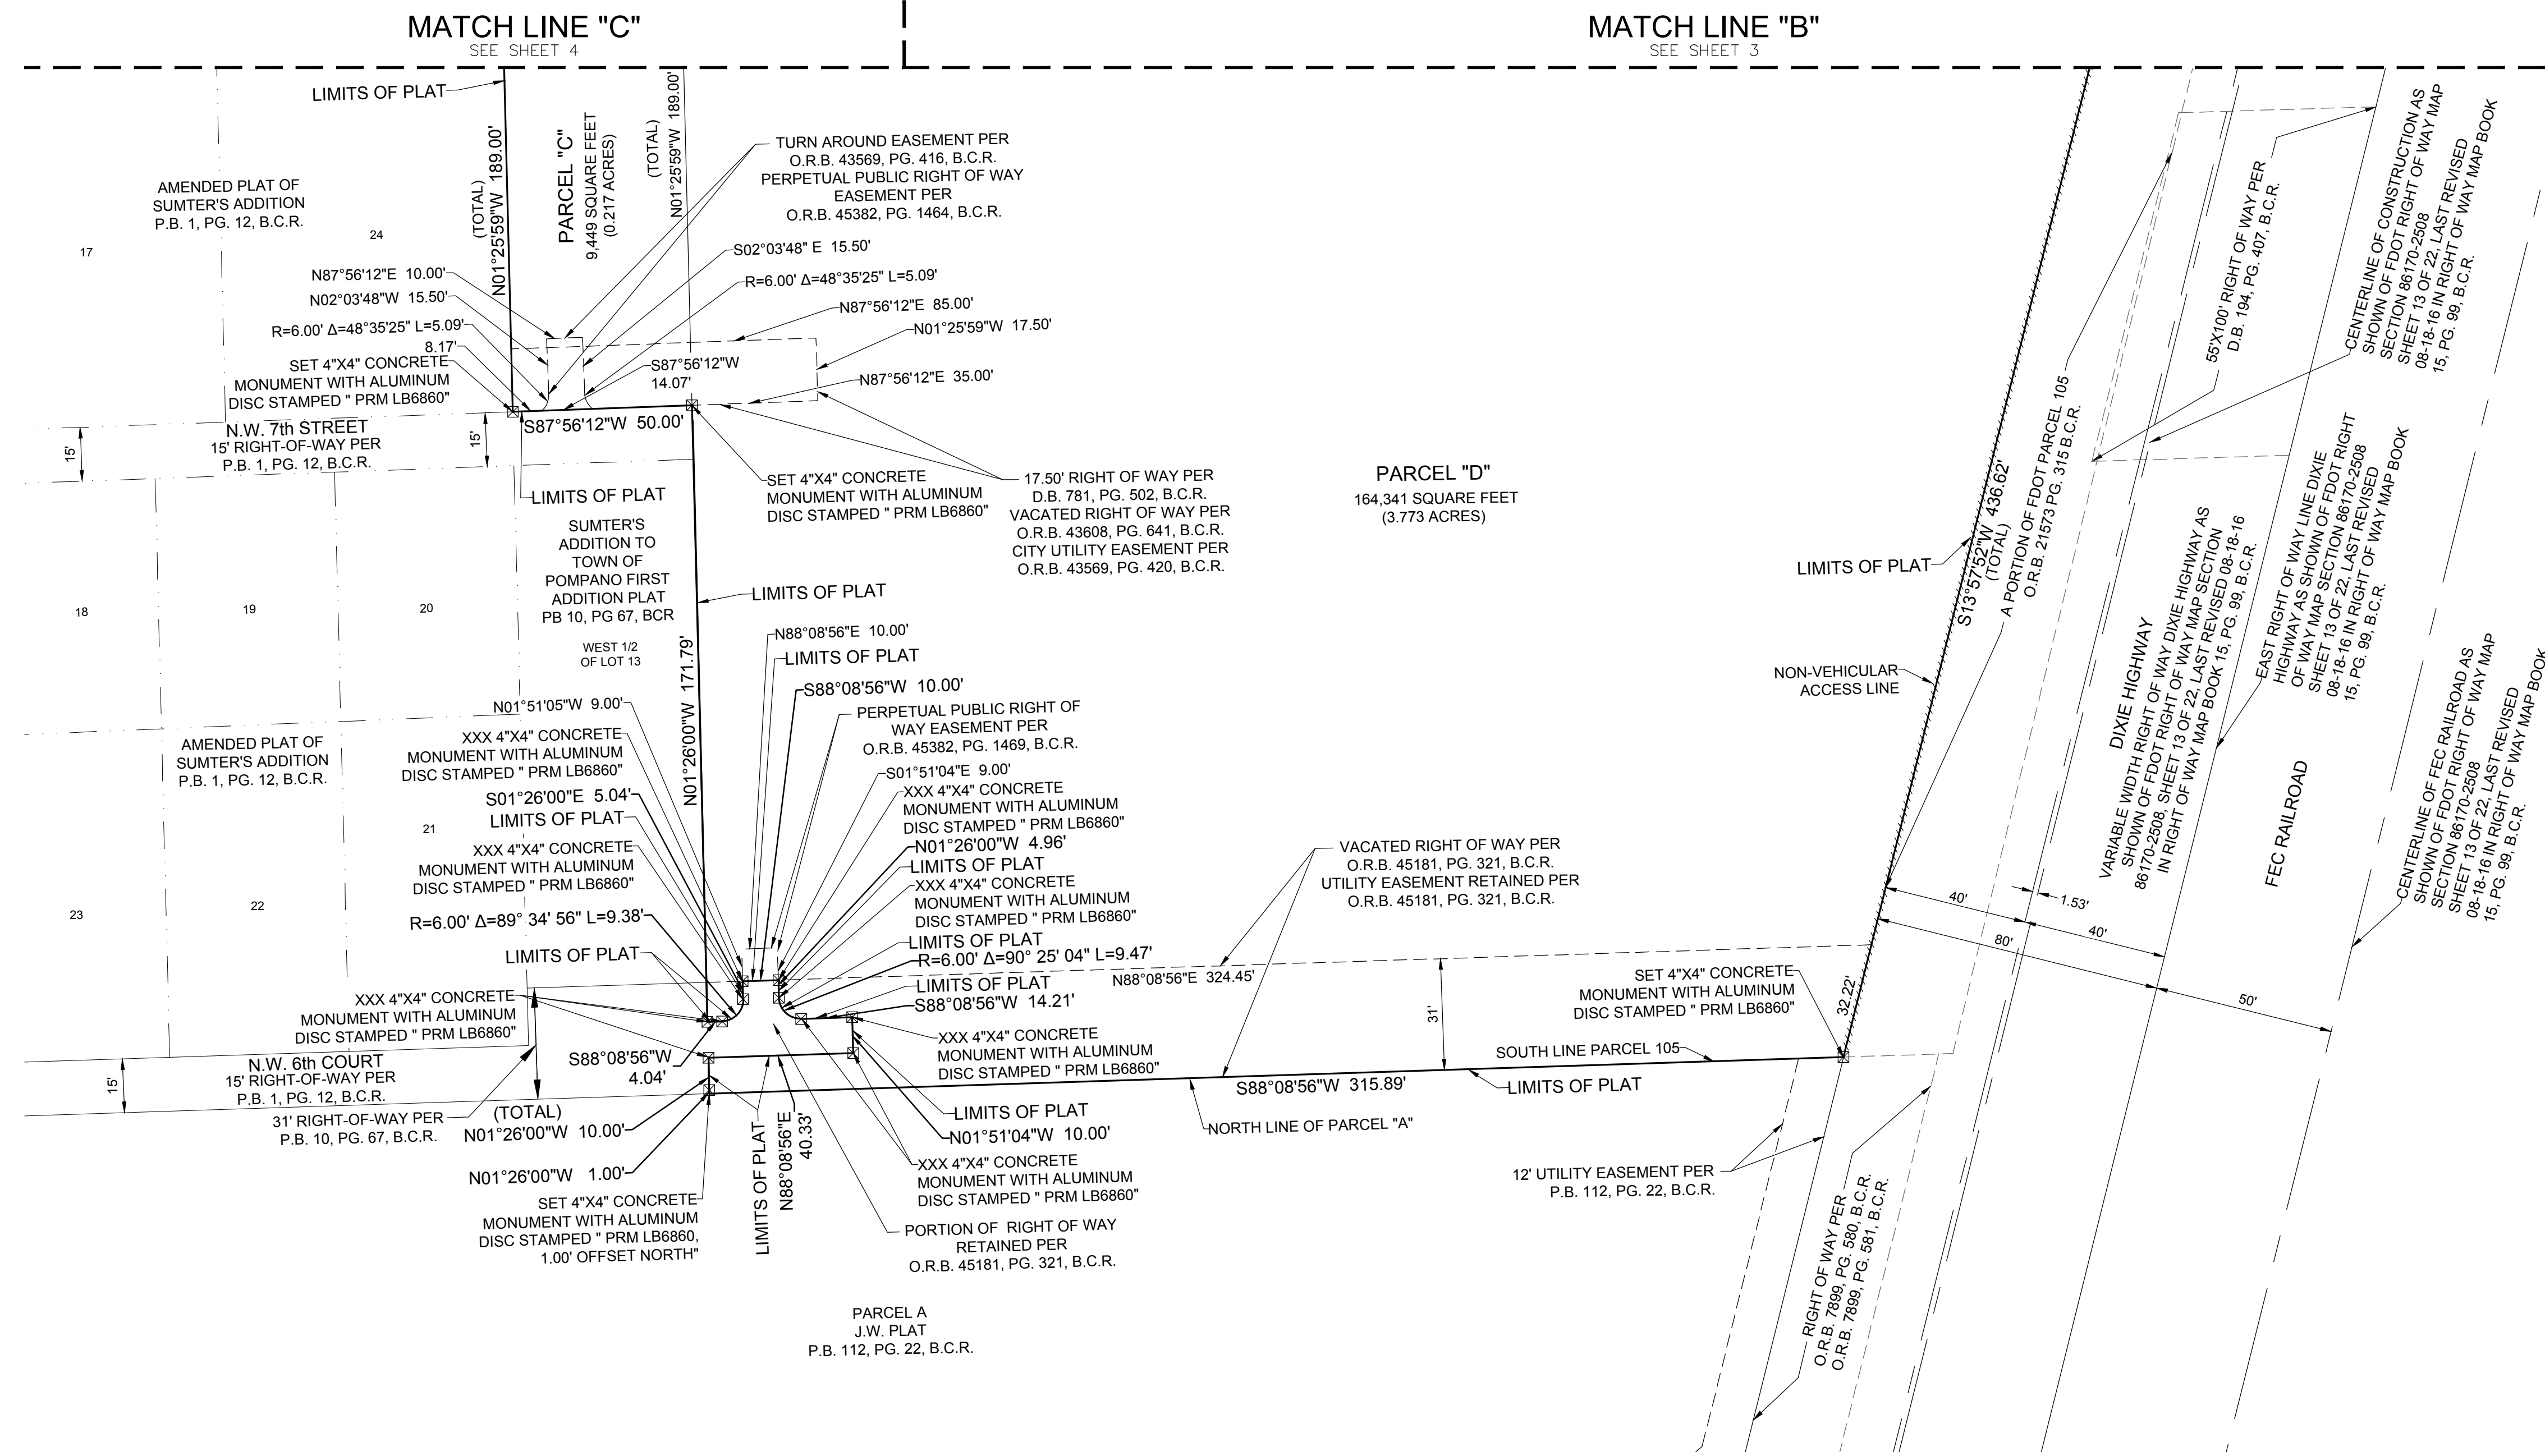 MATCH LINE "C"
SEE SHEET 4
MATCH LINE "B"
SEE SHEET 3
LIMITS OF PLAT
(TOTAL)
N01°25'59"W 189.00'
PARCEL "C"
9,449 SQUARE FEET
(0.217 ACRES)
(TOTAL)
N01°25'59"W 189.00'
TURN AROUND EASEMENT PER
O.R.B. 43569, PG. 416, B.C.R.
PERPETUAL PUBLIC RIGHT OF WAY
EASEMENT PER
O.R.B. 45382, PG. 1464, B.C.R.
AMENDED PLAT OF
SUMTER'S ADDITION
P.B. 1, PG. 12, B.C.R.
17
24
N87°56'12"E 10.00'
N02°03'48"W 15.50'
R=6.00' Δ=48°35'25" L=5.09'
8.17'
SET 4"X4" CONCRETE
MONUMENT WITH ALUMINUM
DISC STAMPED " PRM LB6860"
S02°03'48" E 15.50'
R=6.00' Δ=48°35'25" L=5.09'
N87°56'12"E 85.00'
N01°25'59"W 17.50'
S87°56'12"W
14.07'
N87°56'12"E 35.00'
S87°56'12"W 50.00'
N.W. 7th STREET
15' RIGHT-OF-WAY PER
P.B. 1, PG. 12, B.C.R.
15'
15'
LIMITS OF PLAT
SET 4"X4" CONCRETE
MONUMENT WITH ALUMINUM
DISC STAMPED " PRM LB6860"
17.50' RIGHT OF WAY PER
D.B. 781, PG. 502, B.C.R.
VACATED RIGHT OF WAY PER
O.R.B. 43608, PG. 641, B.C.R.
CITY UTILITY EASEMENT PER
O.R.B. 43569, PG. 420, B.C.R.
PARCEL "D"
164,341 SQUARE FEET
(3.773 ACRES)
SUMTER'S
ADDITION TO
TOWN OF
POMPANO FIRST
ADDITION PLAT
PB 10, PG 67, BCR
WEST 1/2
OF LOT 13
18
19
20
LIMITS OF PLAT
N01°26'00"W 171.79'
N88°08'56"E 10.00'
LIMITS OF PLAT
S88°08'56"W 10.00'
PERPETUAL PUBLIC RIGHT OF
WAY EASEMENT PER
O.R.B. 45382, PG. 1469, B.C.R.
N01°51'05"W 9.00'
XXX 4"X4" CONCRETE
MONUMENT WITH ALUMINUM
DISC STAMPED " PRM LB6860"
S01°26'00"E 5.04'
LIMITS OF PLAT
XXX 4"X4" CONCRETE
MONUMENT WITH ALUMINUM
DISC STAMPED " PRM LB6860"
R=6.00' Δ=89° 34' 56" L=9.38'
LIMITS OF PLAT
XXX 4"X4" CONCRETE
MONUMENT WITH ALUMINUM
DISC STAMPED " PRM LB6860"
AMENDED PLAT OF
SUMTER'S ADDITION
P.B. 1, PG. 12, B.C.R.
21
22
23
S01°51'04"E 9.00'
XXX 4"X4" CONCRETE
MONUMENT WITH ALUMINUM
DISC STAMPED " PRM LB6860"
N01°26'00"W 4.96'
LIMITS OF PLAT
XXX 4"X4" CONCRETE
MONUMENT WITH ALUMINUM
DISC STAMPED " PRM LB6860"
LIMITS OF PLAT
R=6.00' Δ=90° 25' 04" L=9.47'
LIMITS OF PLAT
S88°08'56"W 14.21'
XXX 4"X4" CONCRETE
MONUMENT WITH ALUMINUM
DISC STAMPED " PRM LB6860"
N.W. 6th COURT
15' RIGHT-OF-WAY PER
P.B. 1, PG. 12, B.C.R.
15'
31' RIGHT-OF-WAY PER
P.B. 10, PG. 67, B.C.R.
S88°08'56"W
4.04'
(TOTAL)
N01°26'00"W 10.00'
N01°26'00"W 1.00'
SET 4"X4" CONCRETE
MONUMENT WITH ALUMINUM
DISC STAMPED " PRM LB6860,
1.00' OFFSET NORTH"
LIMITS OF PLAT
N88°08'56"E
40.33'
LIMITS OF PLAT
N01°51'04"W 10.00'
XXX 4"X4" CONCRETE
MONUMENT WITH ALUMINUM
DISC STAMPED " PRM LB6860"
PORTION OF RIGHT OF WAY
RETAINED PER
O.R.B. 45181, PG. 321, B.C.R.
PARCEL A
J.W. PLAT
P.B. 112, PG. 22, B.C.R.
VACATED RIGHT OF WAY PER
O.R.B. 45181, PG. 321, B.C.R.
UTILITY EASEMENT RETAINED PER
O.R.B. 45181, PG. 321, B.C.R.
N88°08'56"E 324.45'
31'
SET 4"X4" CONCRETE
MONUMENT WITH ALUMINUM
DISC STAMPED " PRM LB6860"
32.22'
SOUTH LINE PARCEL 105
S88°08'56"W 315.89'
LIMITS OF PLAT
NORTH LINE OF PARCEL "A"
12' UTILITY EASEMENT PER
P.B. 112, PG. 22, B.C.R.
RIGHT OF WAY PER
O.R.B. 7899, PG. 580, B.C.R.
O.R.B. 7899, PG. 581, B.C.R.
LIMITS OF PLAT
NON-VEHICULAR
ACCESS LINE
S13°57'52"W 436.62'
(TOTAL)
A PORTION OF FDOT PARCEL 105
O.R.B. 21573 PG. 315 B.C.R.
55'X100' RIGHT OF WAY PER
D.B. 194, PG. 407, B.C.R.
CENTERLINE OF CONSTRUCTION AS
SHOWN OF FDOT RIGHT OF WAY MAP
SECTION 86170-2508
SHEET 13 OF 22, LAST REVISED
08-18-16 IN RIGHT OF WAY MAP BOOK
15, PG. 99, B.C.R.
DIXIE HIGHWAY
VARIABLE WIDTH RIGHT OF WAY DIXIE HIGHWAY AS
SHOWN OF FDOT RIGHT OF WAY MAP SECTION
86170-2508, SHEET 13 OF 22, LAST REVISED 08-18-16
IN RIGHT OF WAY MAP BOOK 15, PG. 99, B.C.R.
EAST RIGHT OF WAY LINE DIXIE
HIGHWAY AS SHOWN OF FDOT RIGHT
OF WAY MAP SECTION 86170-2508
SHEET 13 OF 22, LAST REVISED
08-18-16 IN RIGHT OF WAY MAP BOOK
15, PG. 99, B.C.R.
FEC RAILROAD
CENTERLINE OF FEC RAILROAD AS
SHOWN OF FDOT RIGHT OF WAY MAP
SECTION 86170-2508
SHEET 13 OF 22, LAST REVISED
08-18-16 IN RIGHT OF WAY MAP BOOK
15, PG. 99, B.C.R.
40'
1.53'
40'
80'
50'